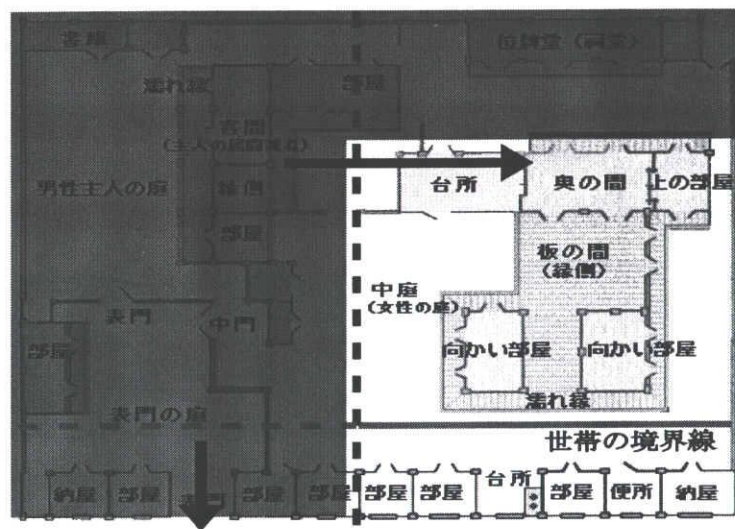 書庫
位牌堂（祠堂）
濡れ縁
部屋
客間
（主人の居間兼ね）
男性主人の庭
縁側
部屋
台所
奥の間
上の部屋
板の間
（縁側）
中庭
（女性の庭）
表門
中門
部屋
向かい部屋
向かい部屋
濡れ縁
表門の庭
世帯の境界線
納屋
部屋
部屋
部屋
部屋
部屋
台所
部屋
便所
納屋